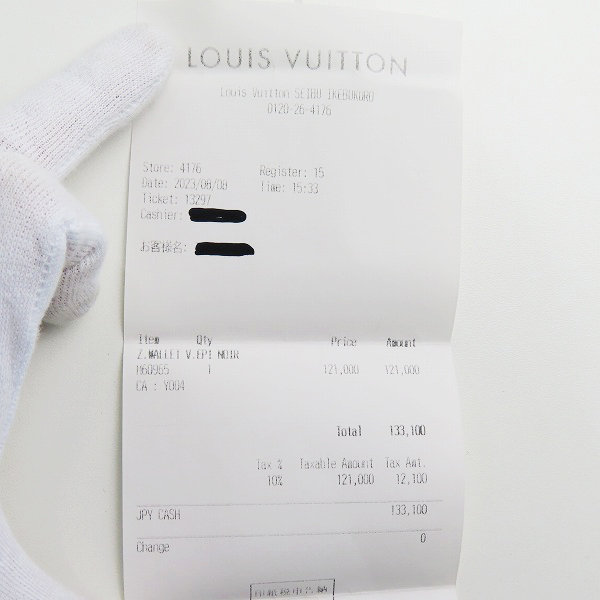 LOUIS VUITTON
Louis Vuitton SEIBU IKEBUKURO
0120-26-4176
Store: 4176 Register: 15
Date: 2023/08/08 Time: 15:33
Ticket: 13297
Cashier:
お客様名:
Item Qty Price Amount
Z.WALLET V.EPI NOIR
M60965 1 121,000 121,000
CA : Y004
Total 133,100
Tax % Taxable Amount Tax Amt.
10% 121,000 12,100
JPY CASH 133,100
Change 0